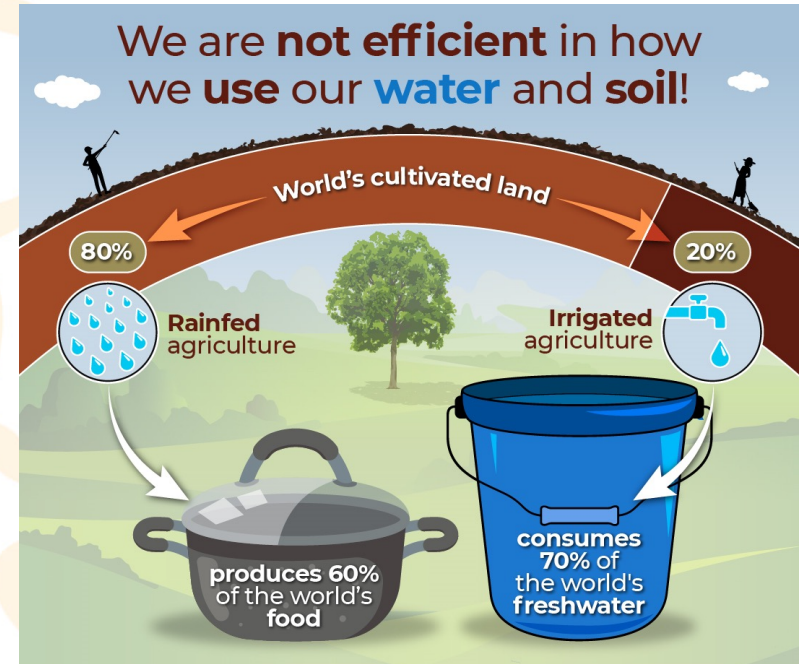 We are not efficient in how
we use our water and soil!
World's cultivated land
80%
20%
Rainfed
agriculture
Irrigated
agriculture
produces 60%
of the world's
food
consumes
70% of
the world's
freshwater